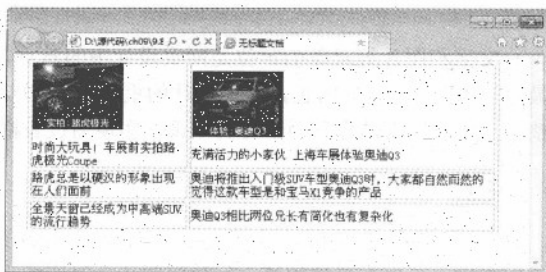 D:\源代码\ch09\9.8
无标题文档
实拍 路虎极光
体验 奥迪Q3
时尚大玩具！车展前实拍路
虎极光Coupe
充满活力的小家伙 上海车展体验奥迪Q3
路虎总是以硬汉的形象出现
在人们面前
奥迪将推出入门级SUV车型奥迪Q3时，大家都自然而然的
觉得这款车型是和宝马X1竞争的产品
全景天窗已经成为中高端SUV
的流行趋势
奥迪Q3相比两位兄长有简化也有复杂化